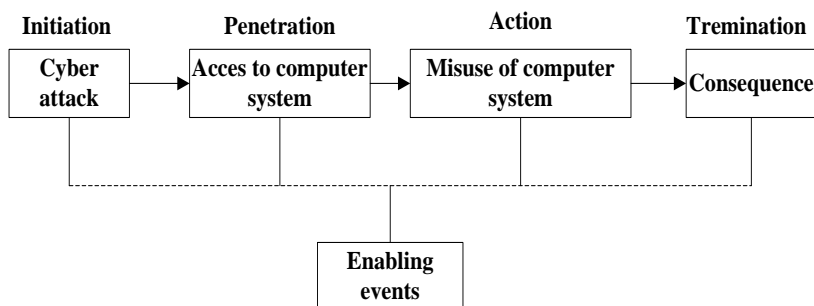 Initiation
Penetration
Action
Tremination
Cyber
attack
Acces to computer
system
Misuse of computer
system
Consequence
Enabling
events